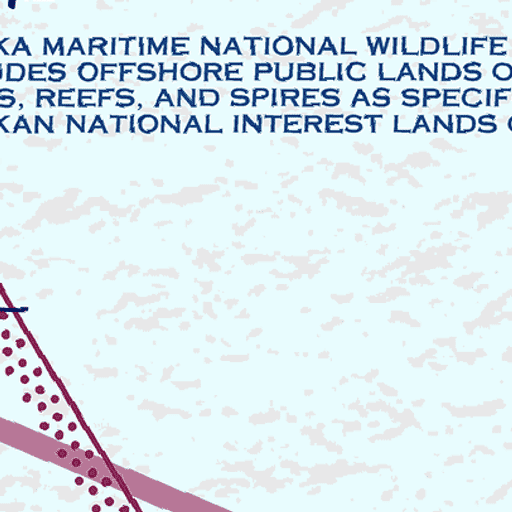 KA MARITIME NATIONAL WILDLIFE
UDES OFFSHORE PUBLIC LANDS O
S, REEFS, AND SPIRES AS SPECIF
KAN NATIONAL INTEREST LANDS